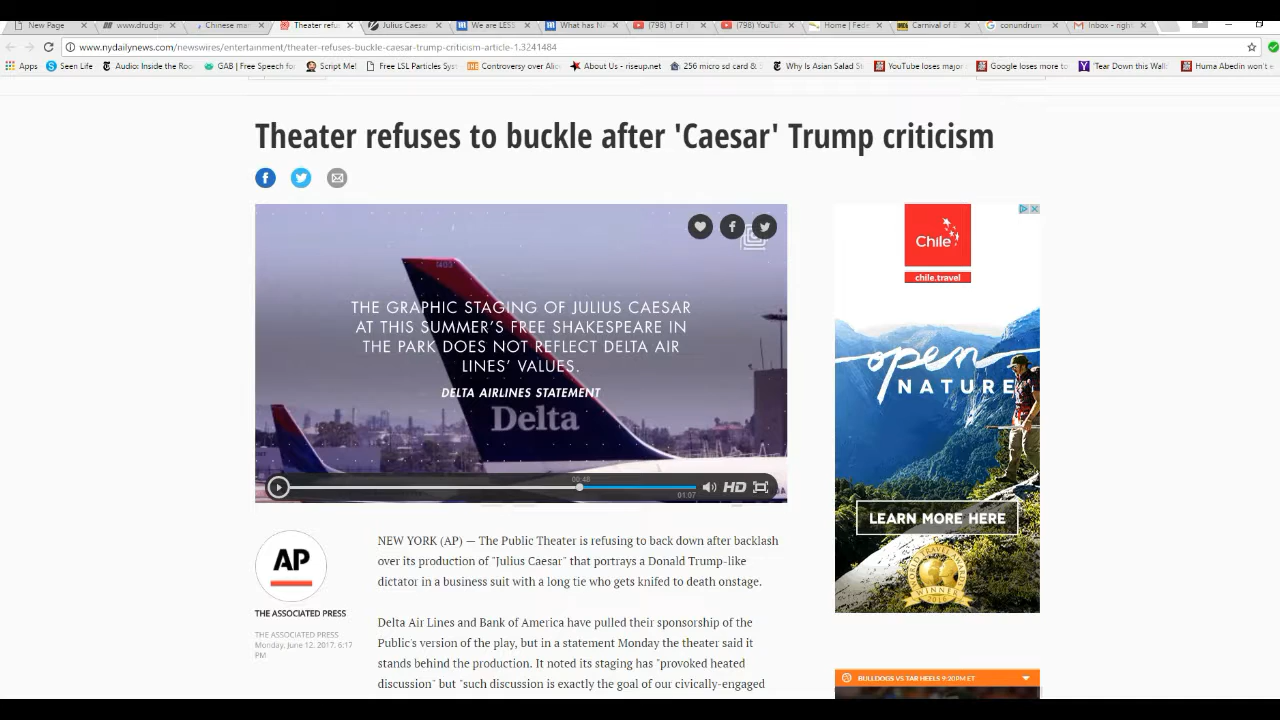 New Page
www.drudge
Chinese mar
Theater refu
Julius Caesar
We are LESS
What has Ni
(798) 1 of 1
(798) YouTu
Home | Fede
Carnival of E
conundrum
Inbox - righ
www.nydailynews.com/newswires/entertainment/theater-refuses-buckle-caesar-trump-criticism-article-1.3241484
Apps
Seen Life
Audio: Inside the Ro
GAB | Free Speech for
Script Me!
Free LSL Particles Sys
Controversy over Alio
About Us - riseup.net
256 micro sd card &
Why Is Asian Salad St
YouTube loses major
Google loses more to
'Tear Down this Wall
Huma Abedin won't e
Theater refuses to buckle after 'Caesar' Trump criticism
THE GRAPHIC STAGING OF JULIUS CAESAR
AT THIS SUMMER'S FREE SHAKESPEARE IN
THE PARK DOES NOT REFLECT DELTA AIR
LINES' VALUES.
DELTA AIRLINES STATEMENT
Delta
00:48
01:07
HD
Chile
chile.travel
open
NATURE
LEARN MORE HERE
WINNER
2016
AP
THE ASSOCIATED PRESS
THE ASSOCIATED PRESS
Monday, June 12, 2017, 6:17
PM
NEW YORK (AP) — The Public Theater is refusing to back down after backlash
over its production of "Julius Caesar" that portrays a Donald Trump-like
dictator in a business suit with a long tie who gets knifed to death onstage.
Delta Air Lines and Bank of America have pulled their sponsorship of the
Public's version of the play, but in a statement Monday the theater said it
stands behind the production. It noted its staging has "provoked heated
discussion" but "such discussion is exactly the goal of our civically-engaged
BULLDOGS VS TAR HEELS 9:20PM ET